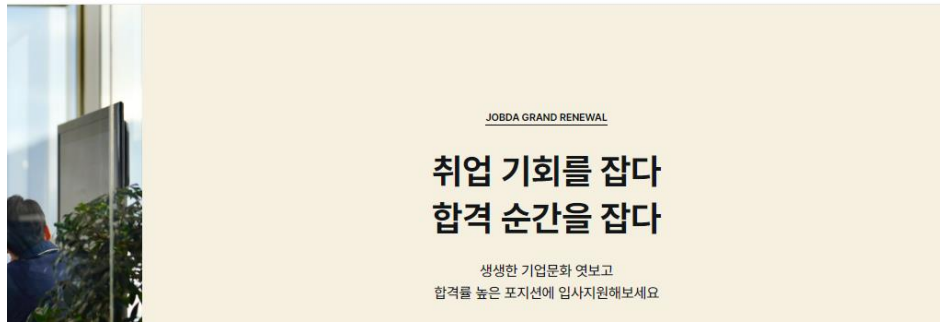 JOBDA GRAND RENEWAL
취업 기회를 잡다
합격 순간을 잡다
생생한 기업문화 엿보고
합격률 높은 포지션에 입사지원해보세요